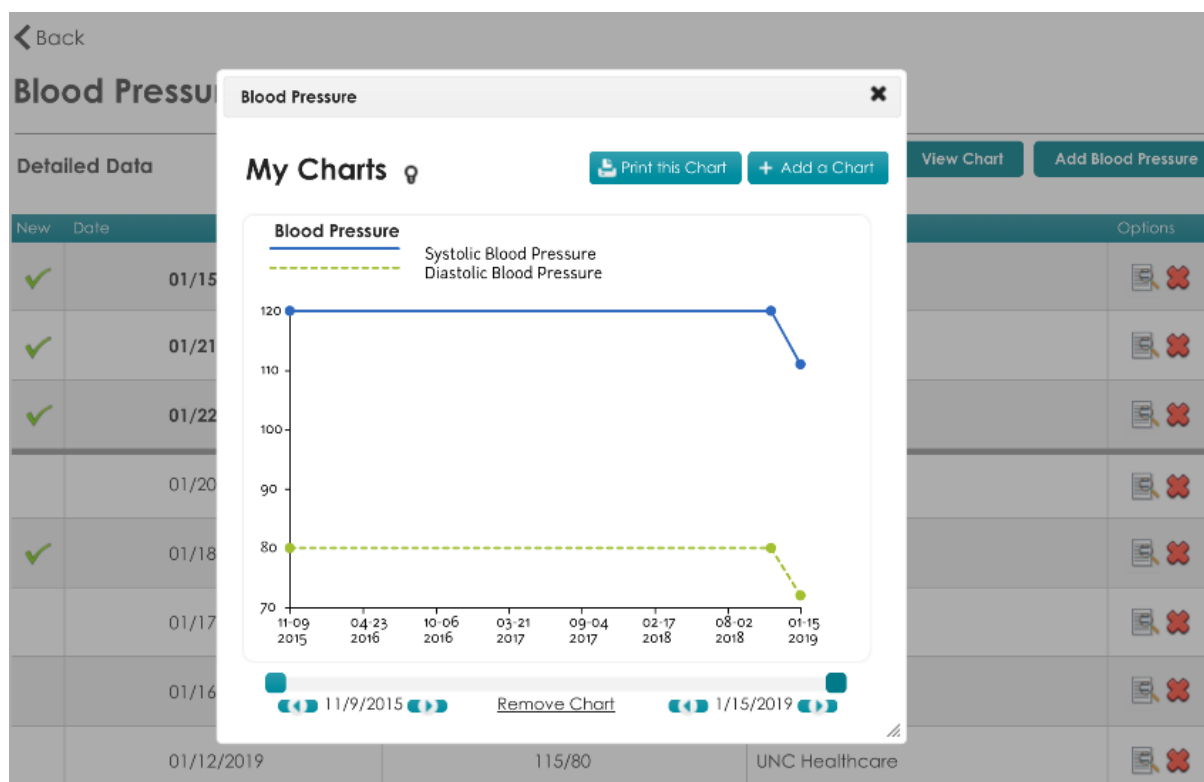 Back
Blood Pressu
Detailed Data
View Chart
Add Blood Pressure
New Date
Options
01/15
01/21
01/22
01/20
01/18
01/17
01/16
01/12/2019 115/80 UNC Healthcare
Blood Pressure
My Charts
Print this Chart
+ Add a Chart
Blood Pressure
Systolic Blood Pressure
Diastolic Blood Pressure
120
110
100
90
80
70
11-09 04-23 10-06 03-21 09-04 02-17 08-02 01-15
2015 2016 2016 2017 2017 2018 2018 2019
11/9/2015 Remove Chart 1/15/2019